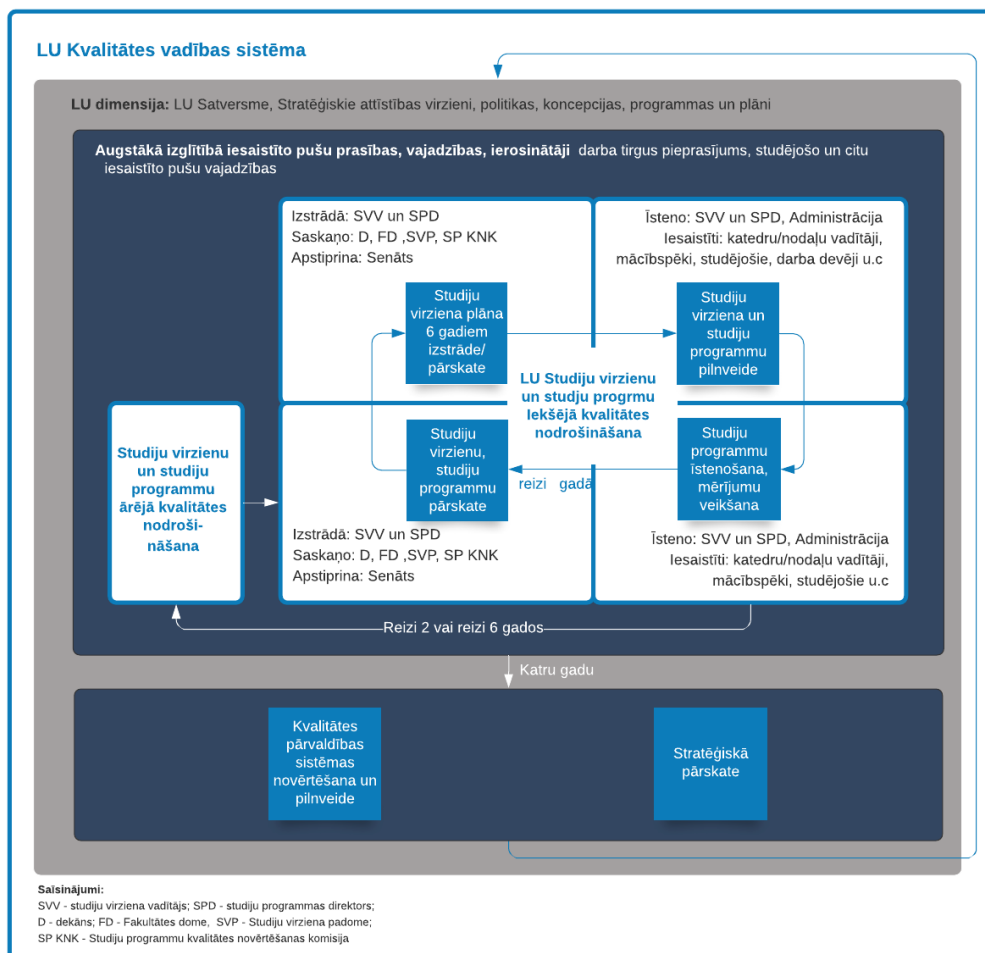 LU Kvalitātes vadības sistēma
LU dimensija: LU Satversme, Stratēģiskie attīstības virzieni, politikas, koncepcijas, programmas un plāni
Augstākā izglītībā iesaistīto pušu prasības, vajadzības, ierosinātāji darba tirgus pieprasījums, studējošo un citu
iesaistīto pušu vajadzības
Izstrādā: SVV un SPD
Saskaņo: D, FD ,SVP, SP KNK
Apstiprina: Senāts
Īsteno: SVV un SPD, Administrācija
Iesaistīti: katedru/nodaļu vadītāji,
mācībspēki, studējošie, darba devēji u.c
Studiju
virziena plāna
6 gadiem
izstrāde/
pārskate
Studiju
virziena un
studiju
programmu
pilnveide
LU Studiju virzienu
un studju progrmu
Iekšējā kvalitātes
nodrošināšana
Studiju virzienu
un studiju
programmu
ārējā kvalitātes
nodroši-
nāšana
Studiju
virzienu,
studiju
programmu
pārskate
reizi gadā
Studiju
programmu
īstenošana,
mērījumu
veikšana
Izstrādā: SVV un SPD
Saskaņo: D, FD ,SVP, SP KNK
Apstiprina: Senāts
Īsteno: SVV un SPD, Administrācija
Iesaistīti: katedru/nodaļu vadītāji,
mācībspēki, studējošie u.c
Reizi 2 vai reizi 6 gados
Katru gadu
Kvalitātes
pārvaldības
sistēmas
novērtēšana un
pilnveide
Stratēģiskā
pārskate
Saīsinājumi:
SVV - studiju virziena vadītājs; SPD - studiju programmas direktors;
D - dekāns; FD - Fakultātes dome, SVP - Studiju virziena padome;
SP KNK - Studiju programmu kvalitātes novērtēšanas komisija